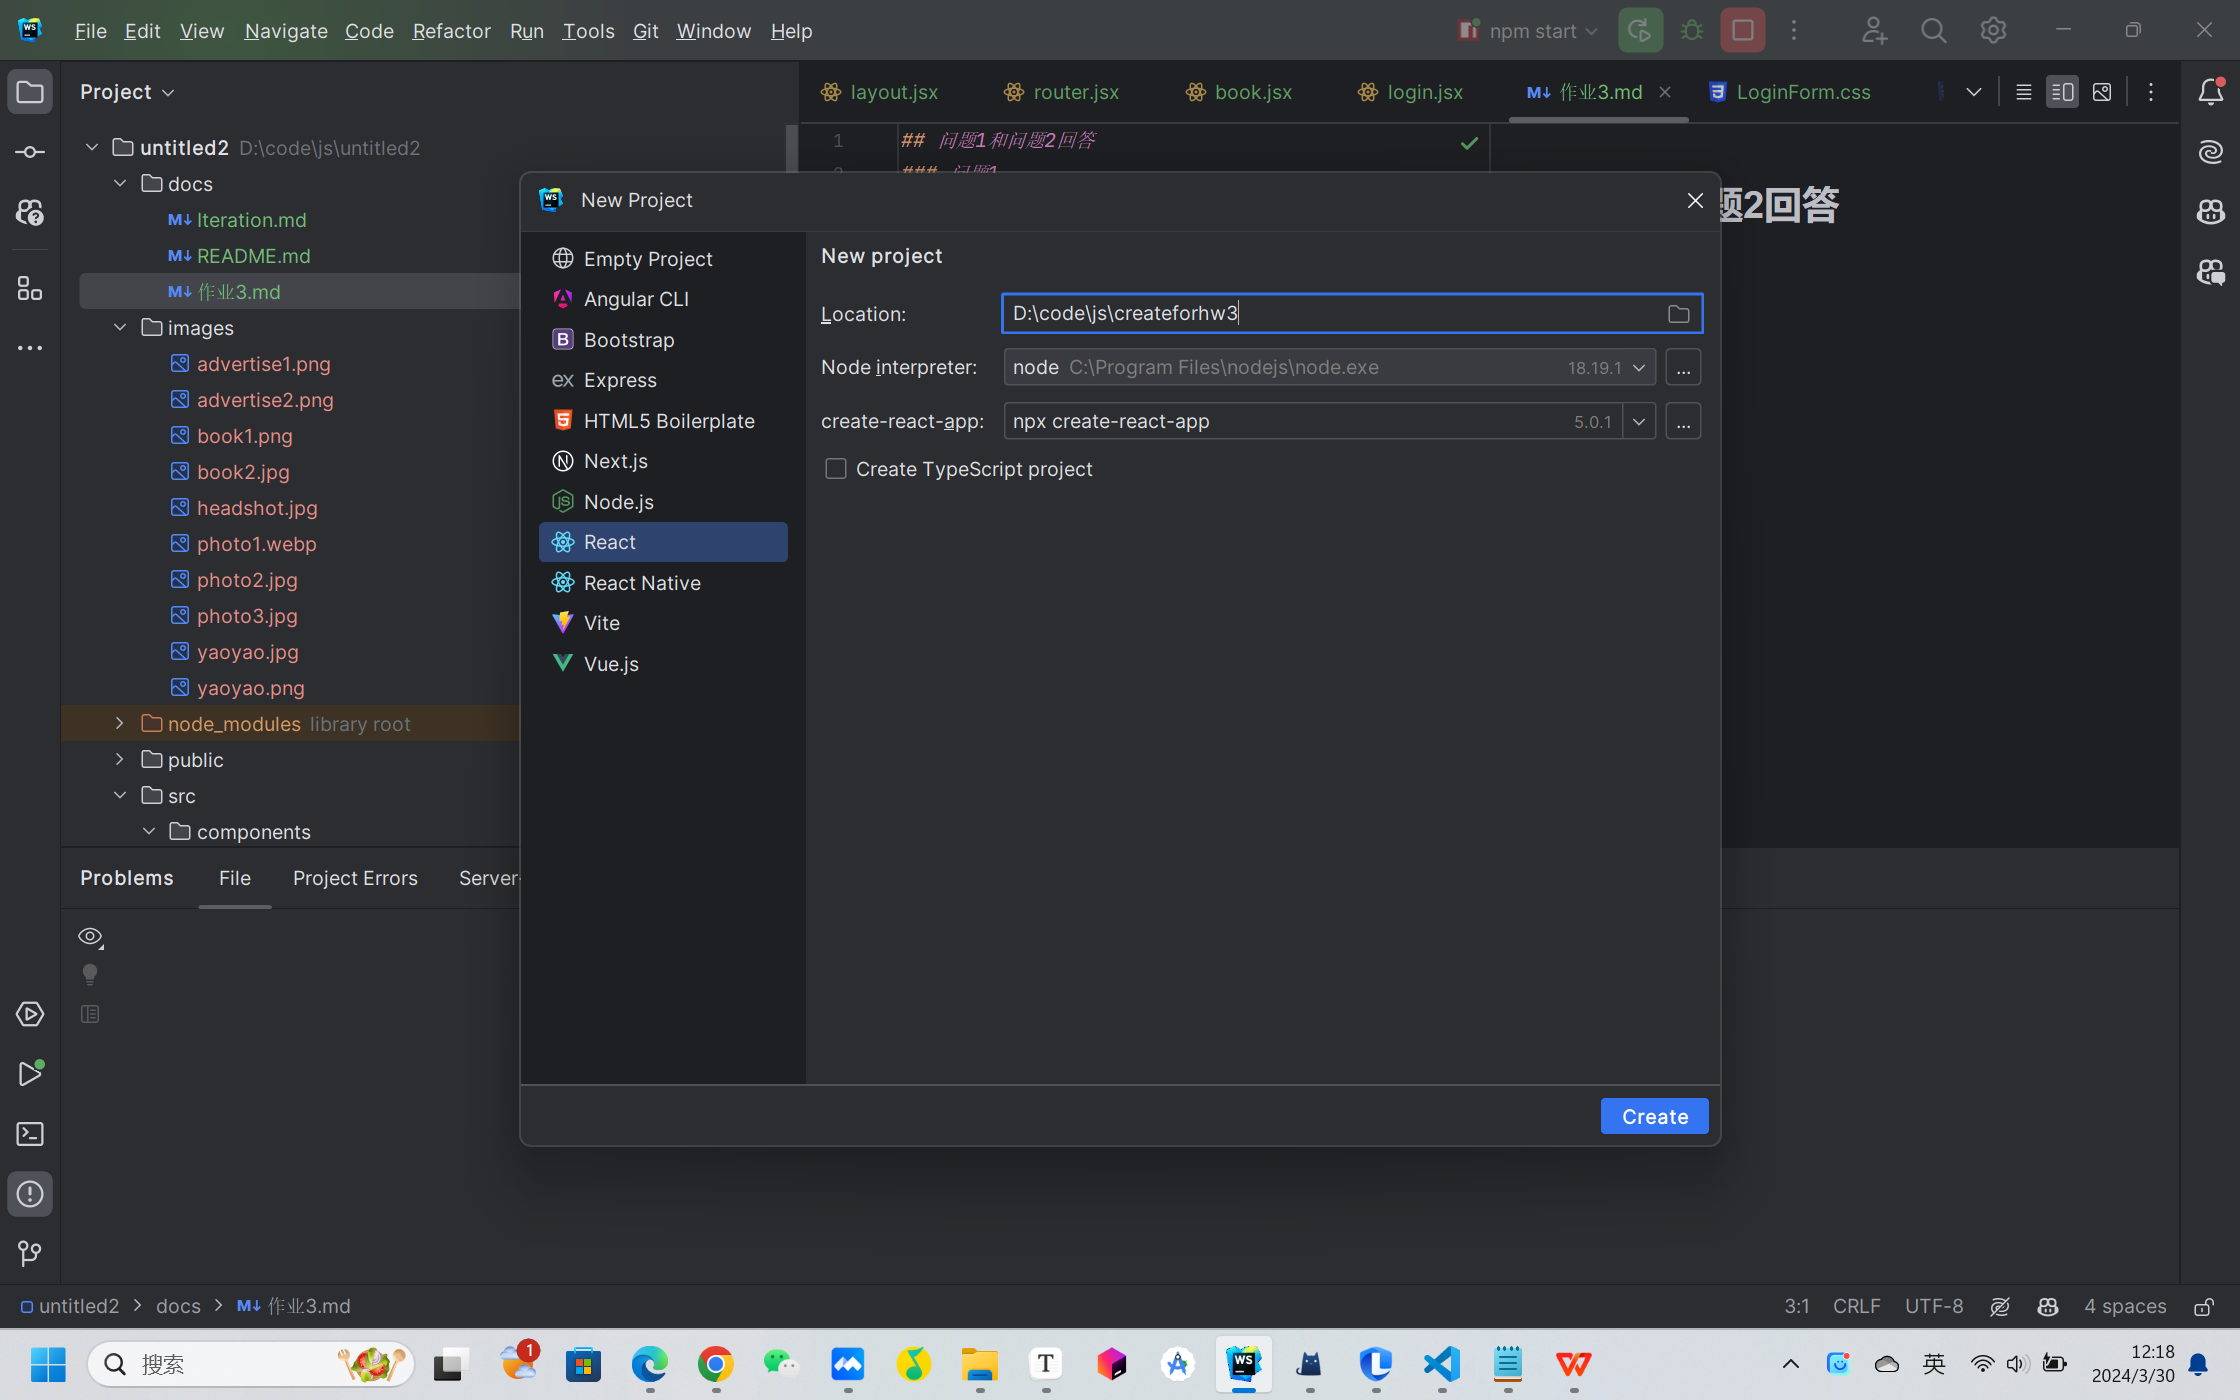 File Edit View Navigate Code Refactor Run Tools Git Window Help
npm start
Project
layout.jsx router.jsx book.jsx login.jsx 作业3.md LoginForm.css
1 ## 问题1和问题2回答
题2回答
untitled2 D:\code\js\untitled2
docs
Iteration.md
README.md
作业3.md
images
advertise1.png
advertise2.png
book1.png
book2.jpg
headshot.jpg
photo1.webp
photo2.jpg
photo3.jpg
yaoyao.jpg
yaoyao.png
node_modules library root
public
src
components
New Project
Empty Project
Angular CLI
Bootstrap
Express
HTML5 Boilerplate
Next.js
Node.js
React
React Native
Vite
Vue.js
New project
Location: D:\code\js\createforhw3
Node interpreter: node C:\Program Files\nodejs\node.exe 18.19.1 ...
create-react-app: npx create-react-app 5.0.1 ...
Create TypeScript project
Create
Problems File Project Errors Server-
untitled2 > docs > 作业3.md
3:1 CRLF UTF-8 4 spaces
搜索
1
英
12:18
2024/3/30